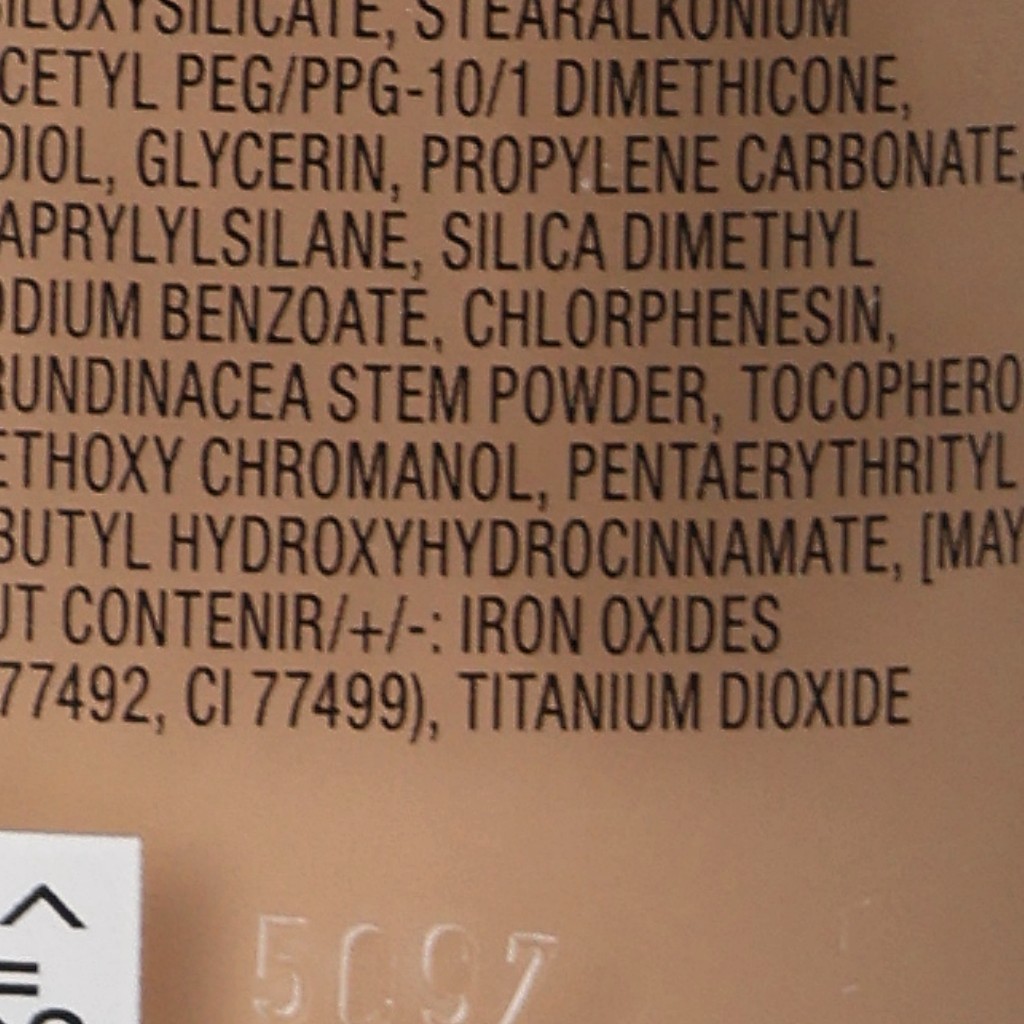 ILOXYSILICATE, STEARALKONIUM
CETYL PEG/PPG-10/1 DIMETHICONE,
DIOL, GLYCERIN, PROPYLENE CARBONATE,
APRYLYLSILANE, SILICA DIMETHYL
ODIUM BENZOATE, CHLORPHENESIN,
RUNDINACEA STEM POWDER, TOCOPHERO
ETHOXY CHROMANOL, PENTAERYTHRITYL
BUTYL HYDROXYHYDROCINNAMATE, [MAY
UT CONTENIR/+/-: IRON OXIDES
77492, CI 77499), TITANIUM DIOXIDE
5097